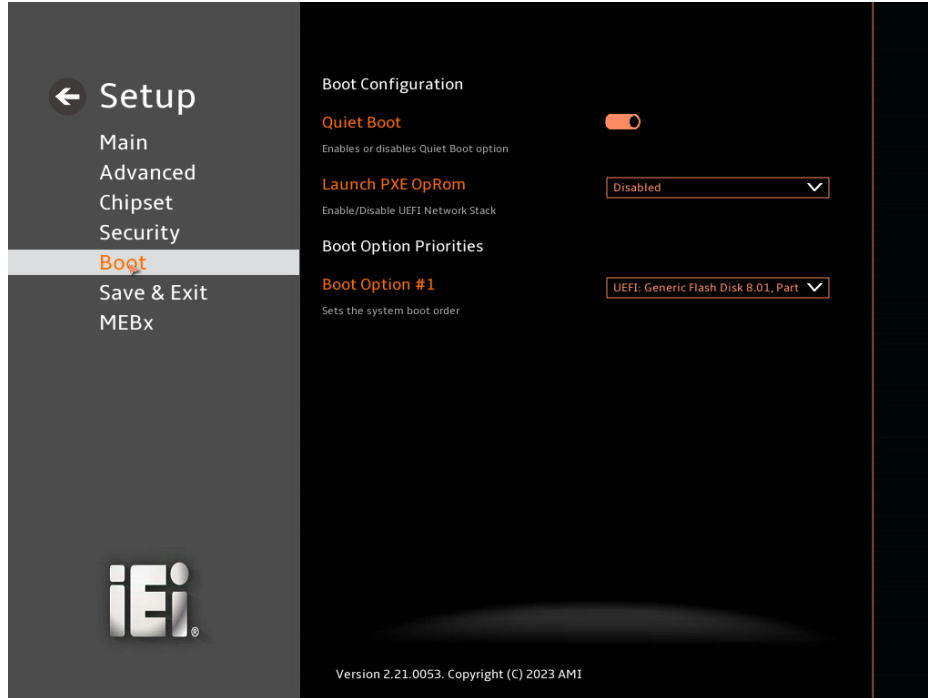 Setup
Main
Advanced
Chipset
Security
Boot
Save & Exit
MEBx
iEi®
Boot Configuration
Quiet Boot
Enables or disables Quiet Boot option
Launch PXE OpRom
Disabled
Enable/Disable UEFI Network Stack
Boot Option Priorities
Boot Option #1
UEFI: Generic Flash Disk 8.01, Part
Sets the system boot order
Version 2.21.0053. Copyright (C) 2023 AMI